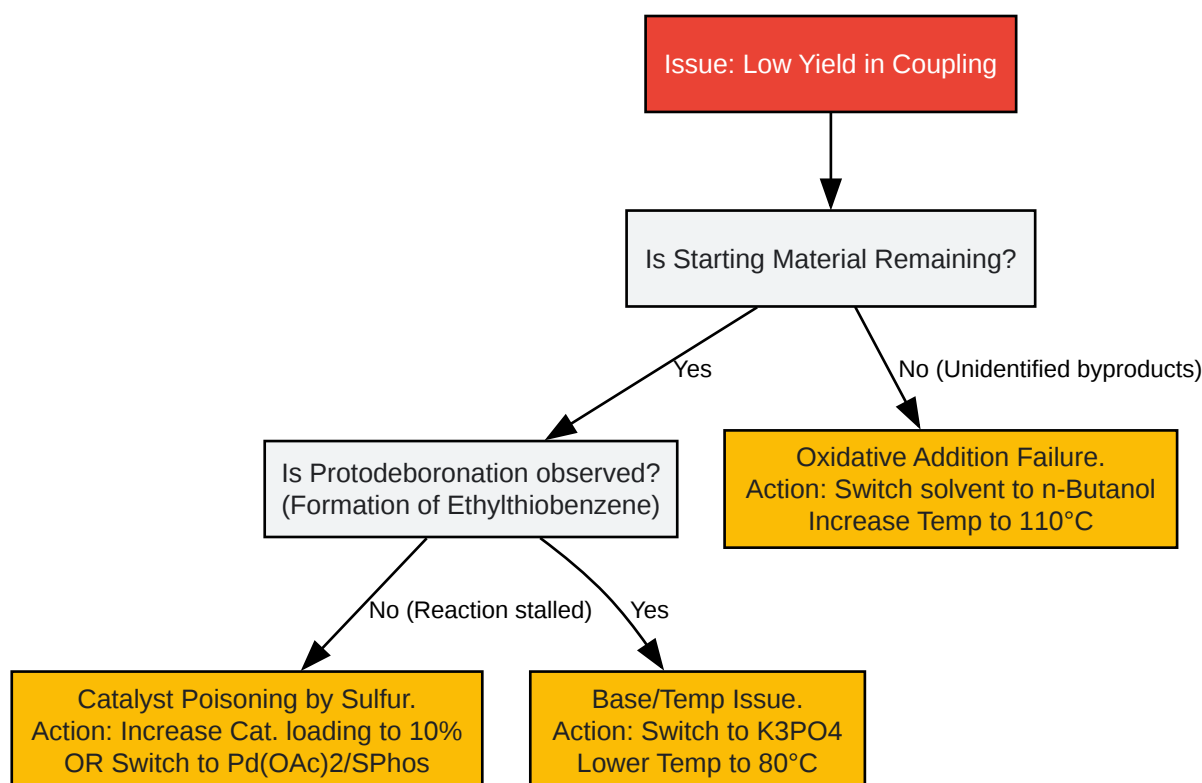 Issue: Low Yield in Coupling
Is Starting Material Remaining?
Yes
No (Unidentified byproducts)
Is Protodeboronation observed?
(Formation of Ethylthiobenzene)
Oxidative Addition Failure.
Action: Switch solvent to n-Butanol
Increase Temp to 110°C
No (Reaction stalled)
Yes
Catalyst Poisoning by Sulfur.
Action: Increase Cat. loading to 10%
OR Switch to Pd(OAc)2/SPhos
Base/Temp Issue.
Action: Switch to K3PO4
Lower Temp to 80°C